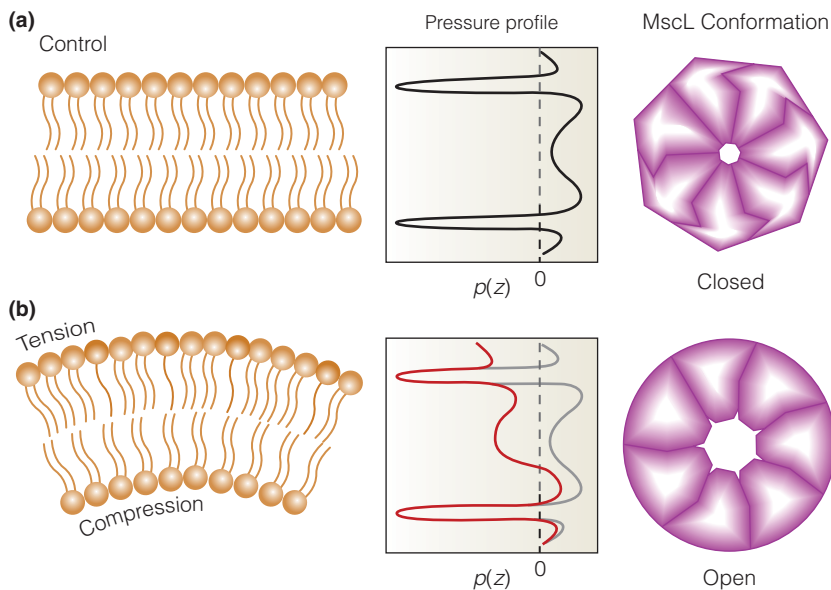 (a)
Control
Pressure profile
MscL Conformation
p(z)
0
Closed
(b)
Tension
Compression
p(z)
0
Open